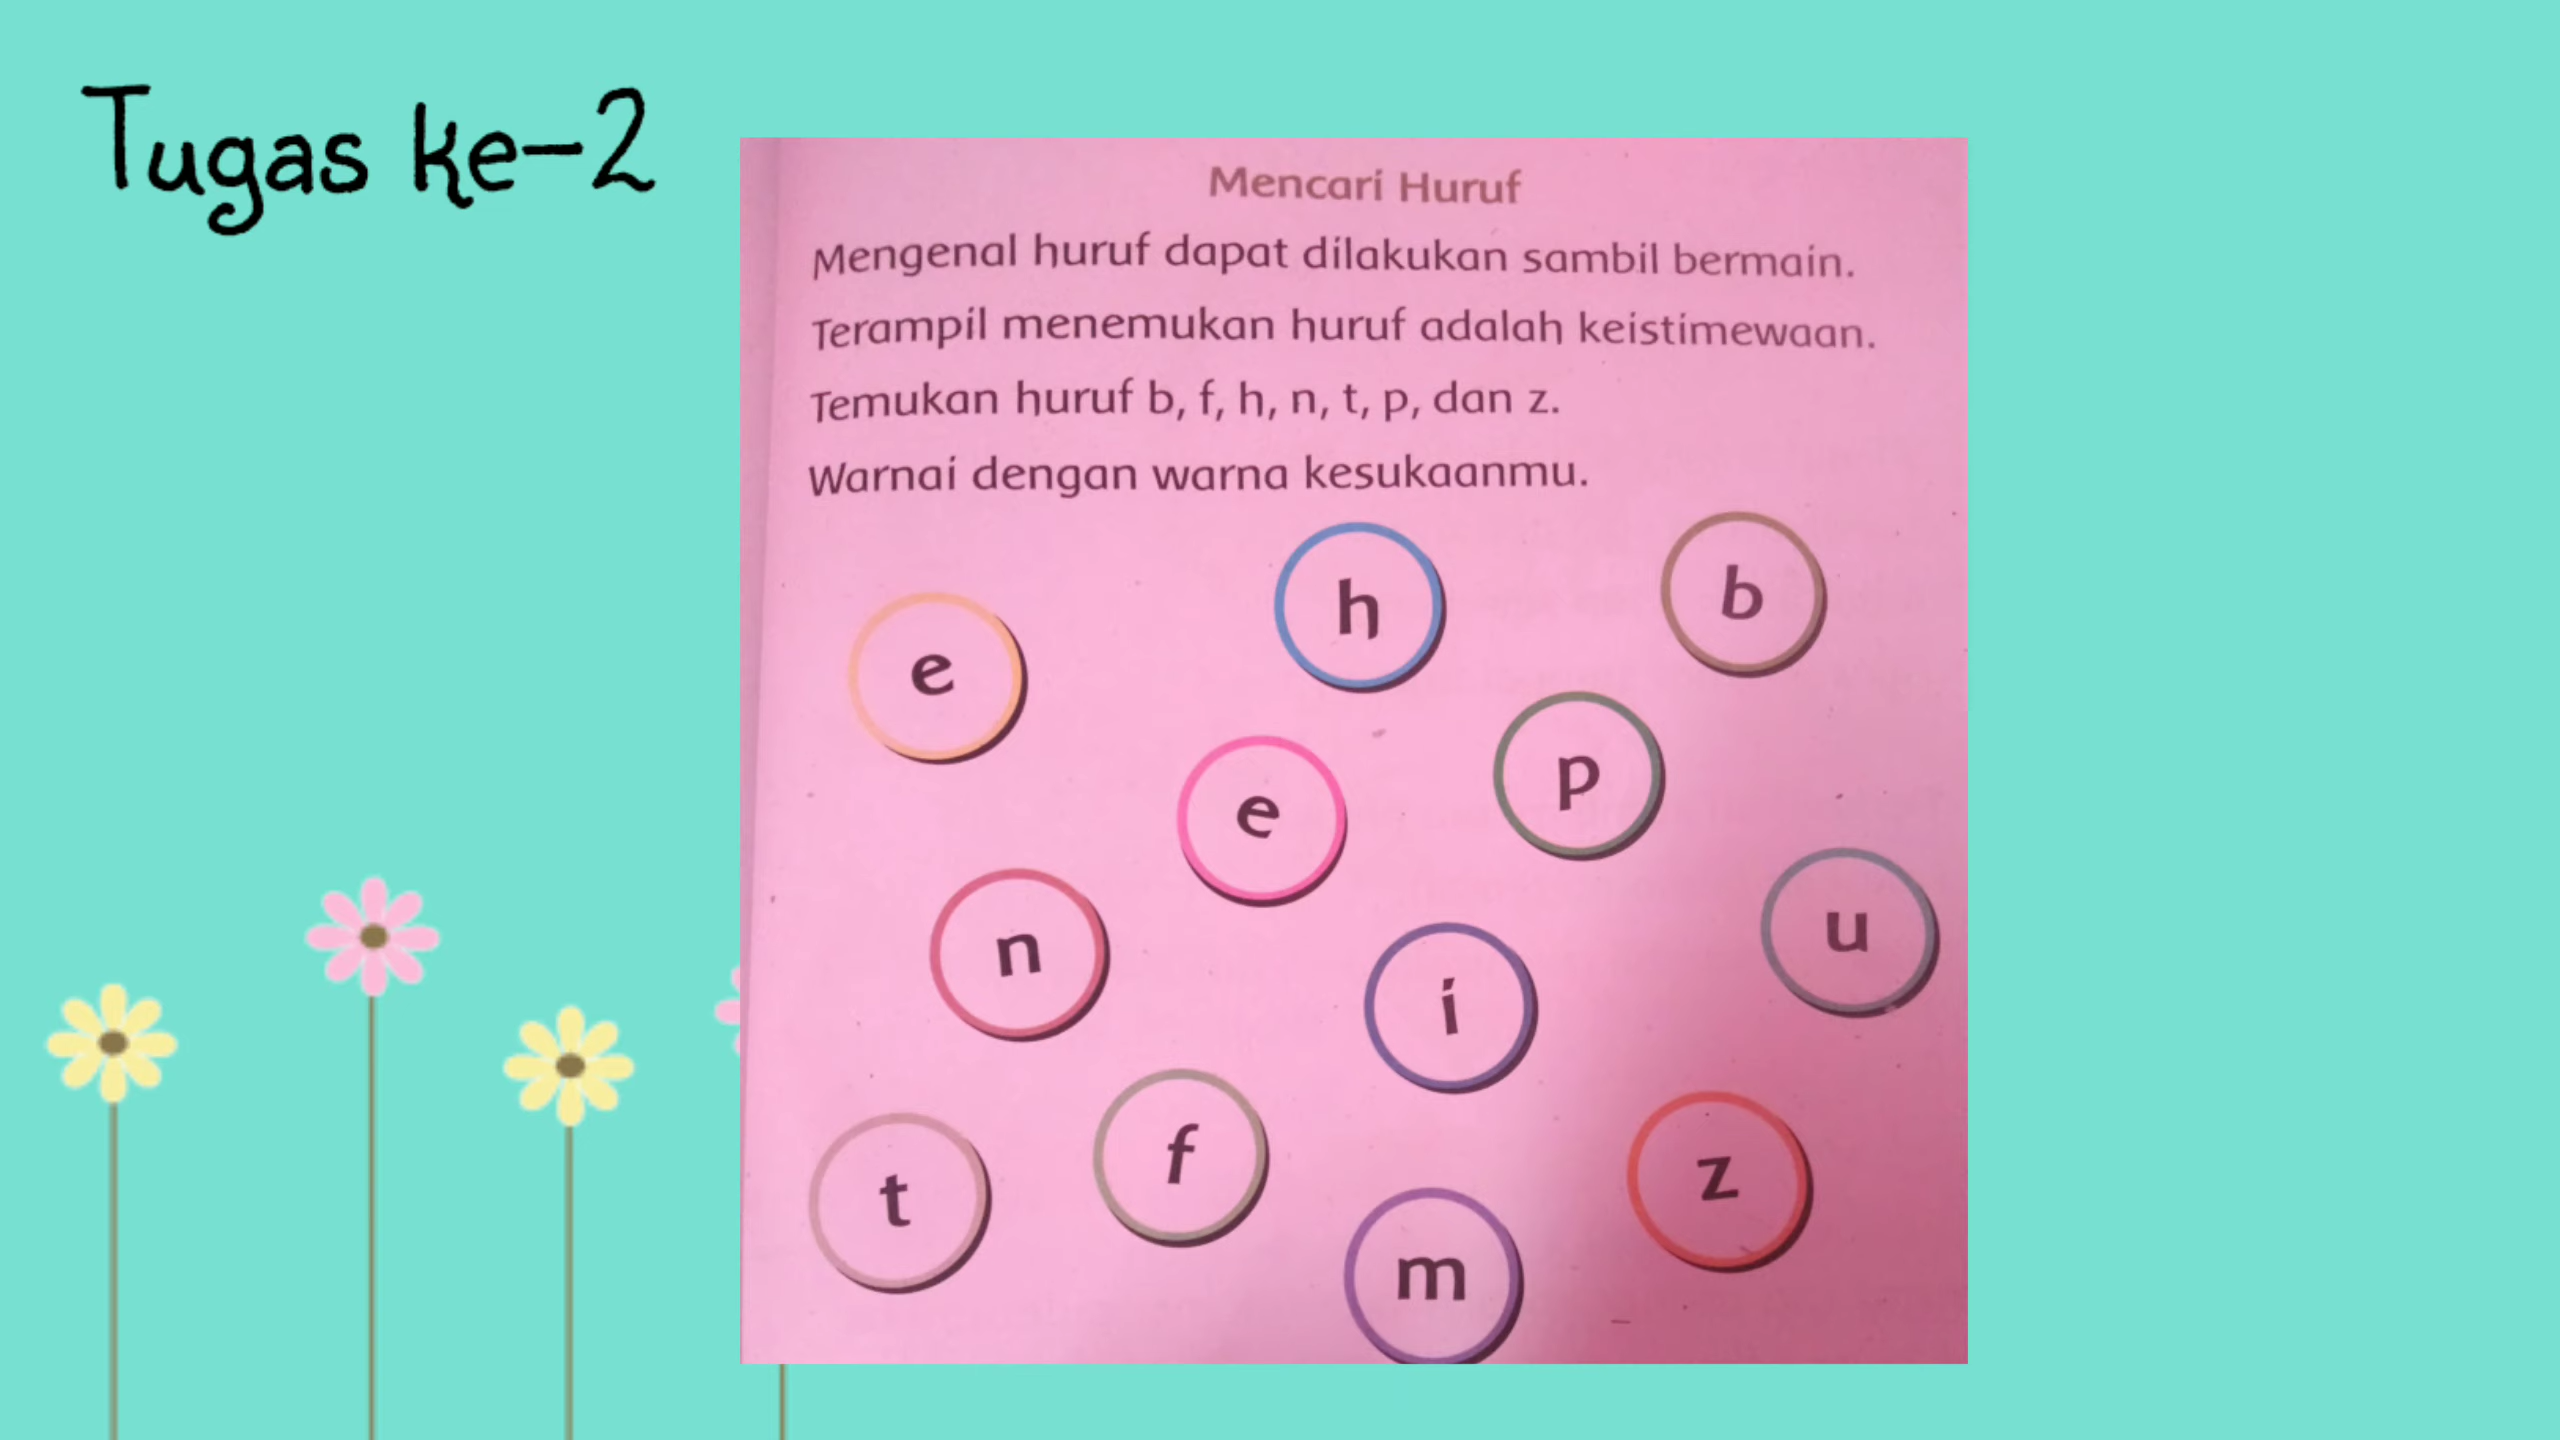 Tugas ke-2
Mencari Huruf
Mengenal huruf dapat dilakukan sambil bermain.
Terampil menemukan huruf adalah keistimewaan.
Temukan huruf b, f, h, n, t, p, dan z.
Warnai dengan warna kesukaanmu.
h
b
e
p
e
n
u
i
f
t
z
m